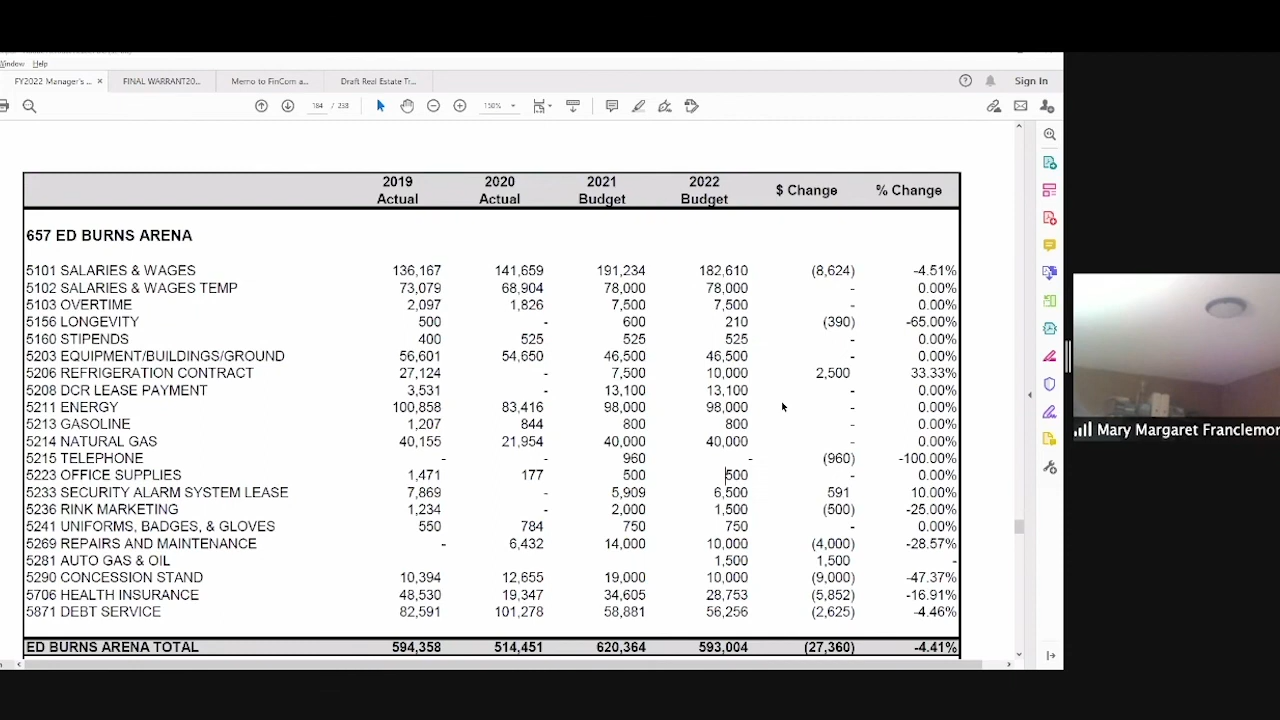 Window Help
FY2022 Manager's ... × FINAL WARRANT20... Memo to FinCom a... Draft Real Estate Tr... Sign In
184 / 238 150%
2019 Actual 2020 Actual 2021 Budget 2022 Budget $ Change % Change
657 ED BURNS ARENA
5101 SALARIES & WAGES 136,167 141,659 191,234 182,610 (8,624) -4.51%
5102 SALARIES & WAGES TEMP 73,079 68,904 78,000 78,000 - 0.00%
5103 OVERTIME 2,097 1,826 7,500 7,500 - 0.00%
5156 LONGEVITY 500 - 600 210 (390) -65.00%
5160 STIPENDS 400 525 525 525 - 0.00%
5203 EQUIPMENT/BUILDINGS/GROUND 56,601 54,650 46,500 46,500 - 0.00%
5206 REFRIGERATION CONTRACT 27,124 - 7,500 10,000 2,500 33.33%
5208 DCR LEASE PAYMENT 3,531 - 13,100 13,100 - 0.00%
5211 ENERGY 100,858 83,416 98,000 98,000 - 0.00%
5213 GASOLINE 1,207 844 800 800 - 0.00%
5214 NATURAL GAS 40,155 21,954 40,000 40,000 - 0.00%
5215 TELEPHONE - - 960 - (960) -100.00%
5223 OFFICE SUPPLIES 1,471 177 500 500 - 0.00%
5233 SECURITY ALARM SYSTEM LEASE 7,869 - 5,909 6,500 591 10.00%
5236 RINK MARKETING 1,234 - 2,000 1,500 (500) -25.00%
5241 UNIFORMS, BADGES, & GLOVES 550 784 750 750 - 0.00%
5269 REPAIRS AND MAINTENANCE - 6,432 14,000 10,000 (4,000) -28.57%
5281 AUTO GAS & OIL 1,500 1,500 -
5290 CONCESSION STAND 10,394 12,655 19,000 10,000 (9,000) -47.37%
5706 HEALTH INSURANCE 48,530 19,347 34,605 28,753 (5,852) -16.91%
5871 DEBT SERVICE 82,591 101,278 58,881 56,256 (2,625) -4.46%
ED BURNS ARENA TOTAL 594,358 514,451 620,364 593,004 (27,360) -4.41%
Mary Margaret Franclemon